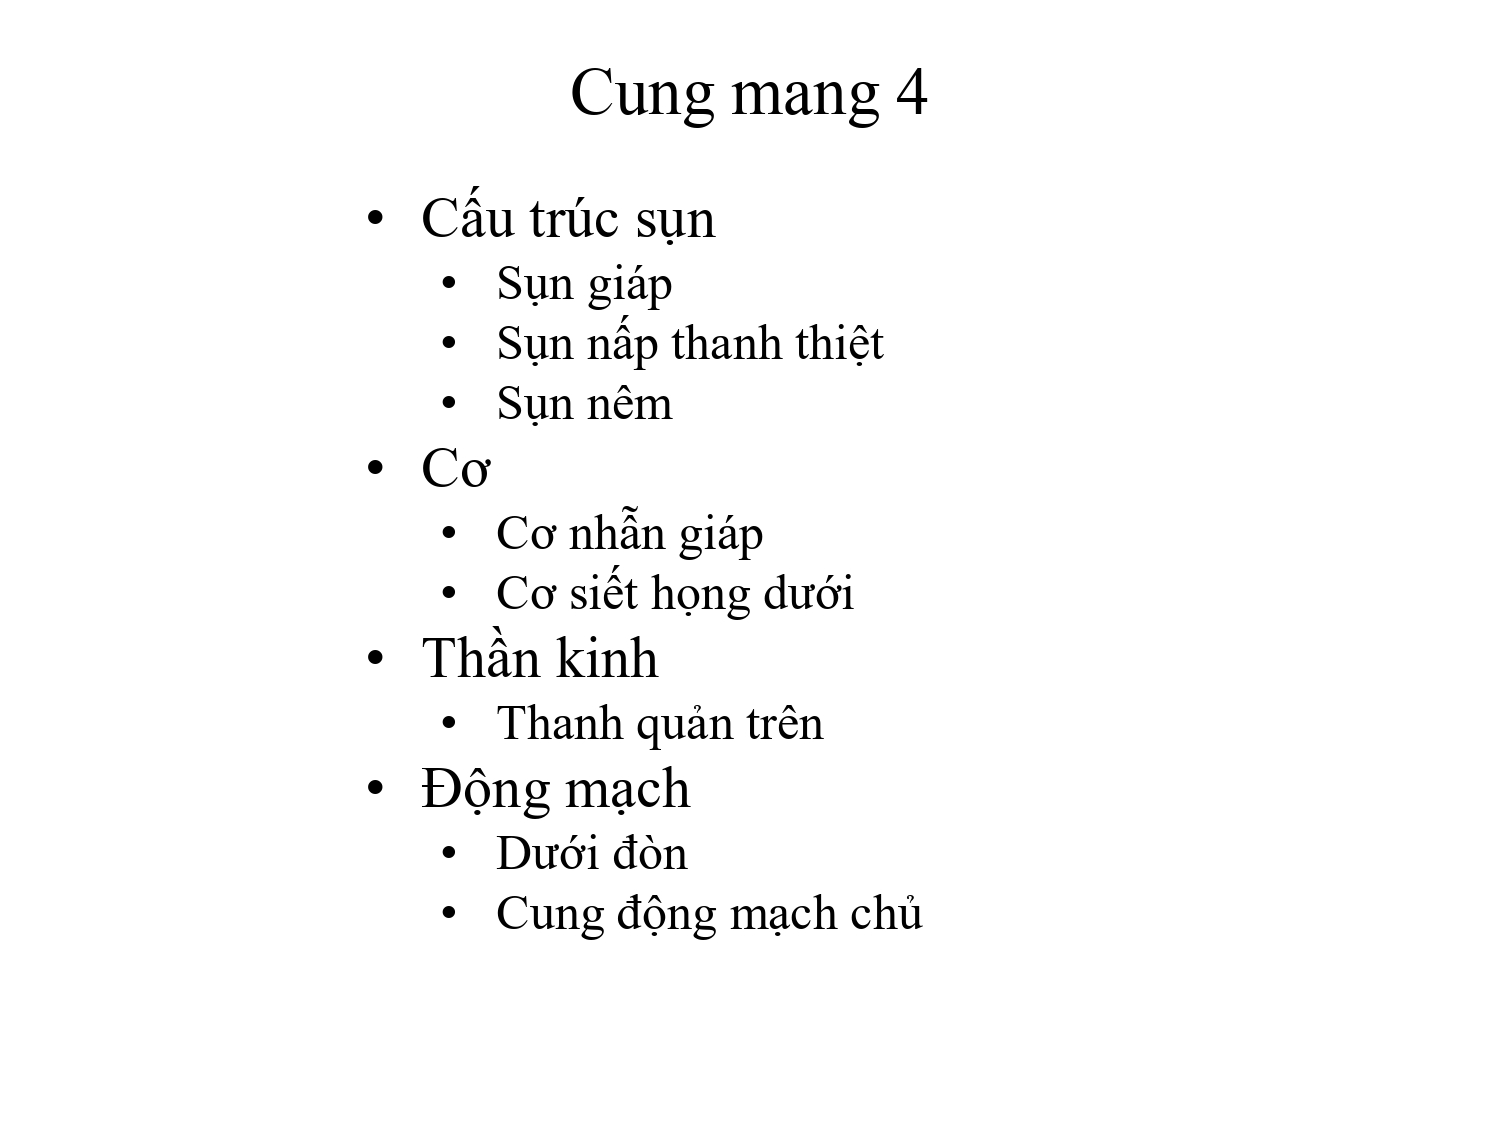 Cung mang 4
• Cấu trúc sụn
• Sụn giáp
• Sụn nấp thanh thiệt
• Sụn nêm
• Cơ
• Cơ nhẫn giáp
• Cơ siết họng dưới
• Thần kinh
• Thanh quản trên
• Động mạch
• Dưới đòn
• Cung động mạch chủ